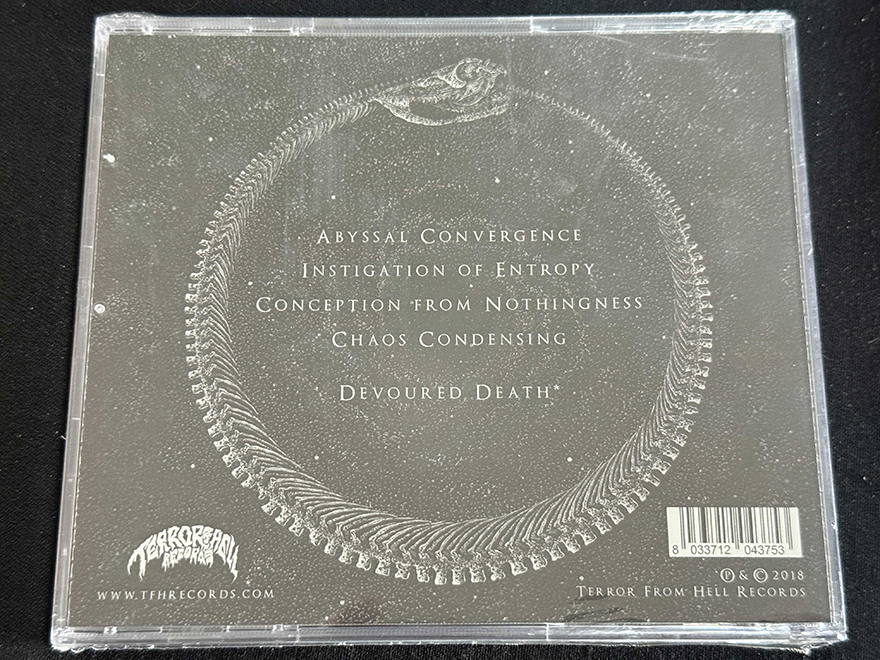 Abyssal Convergence
Instigation of Entropy
Conception from Nothingness
Chaos Condensing
Devoured Death*
TERROR FROM HELL
RECORDS
www.tfhrecords.com
8 033712 043753
Ⓟ & © 2018
Terror From Hell Records